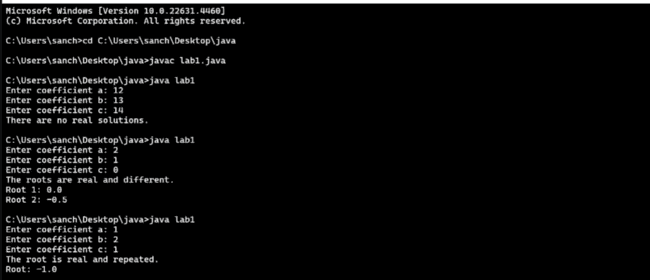 Microsoft Windows [Version 10.0.22631.4460]
(c) Microsoft Corporation. All rights reserved.
C:\Users\sanch>cd C:\Users\sanch\Desktop\java
C:\Users\sanch\Desktop\java>javac lab1.java
C:\Users\sanch\Desktop\java>java lab1
Enter coefficient a: 12
Enter coefficient b: 13
Enter coefficient c: 14
There are no real solutions.
C:\Users\sanch\Desktop\java>java lab1
Enter coefficient a: 2
Enter coefficient b: 1
Enter coefficient c: 0
The roots are real and different.
Root 1: 0.0
Root 2: -0.5
C:\Users\sanch\Desktop\java>java lab1
Enter coefficient a: 1
Enter coefficient b: 2
Enter coefficient c: 1
The root is real and repeated.
Root: -1.0